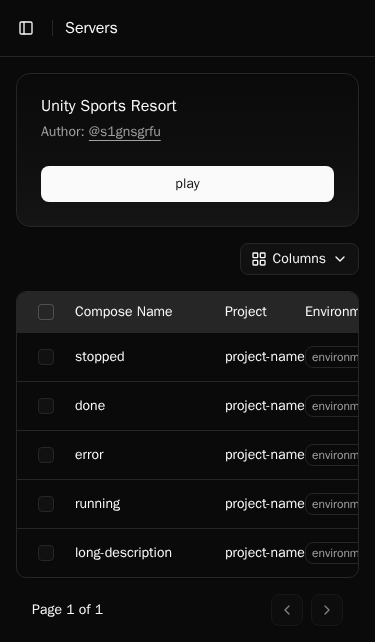 Servers
Unity Sports Resort
Author: @s1gnsgrfu
play
Columns
Compose Name Project Environm
stopped project-name environm
done project-name environm
error project-name environm
running project-name environm
long-description project-name environm
Page 1 of 1